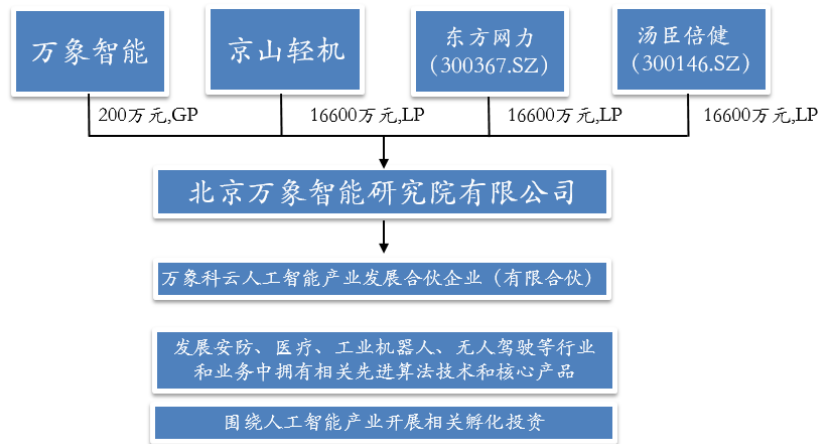 万象智能
京山轻机
东方网力
（300367.SZ）
汤臣倍健
（300146.SZ）
200万元,GP
16600万元,LP
16600万元,LP
16600万元,LP
北京万象智能研究院有限公司
万象科云人工智能产业发展合伙企业（有限合伙）
发展安防、医疗、工业机器人、无人驾驶等行业
和业务中拥有相关先进算法技术和核心产品
围绕人工智能产业开展相关孵化投资